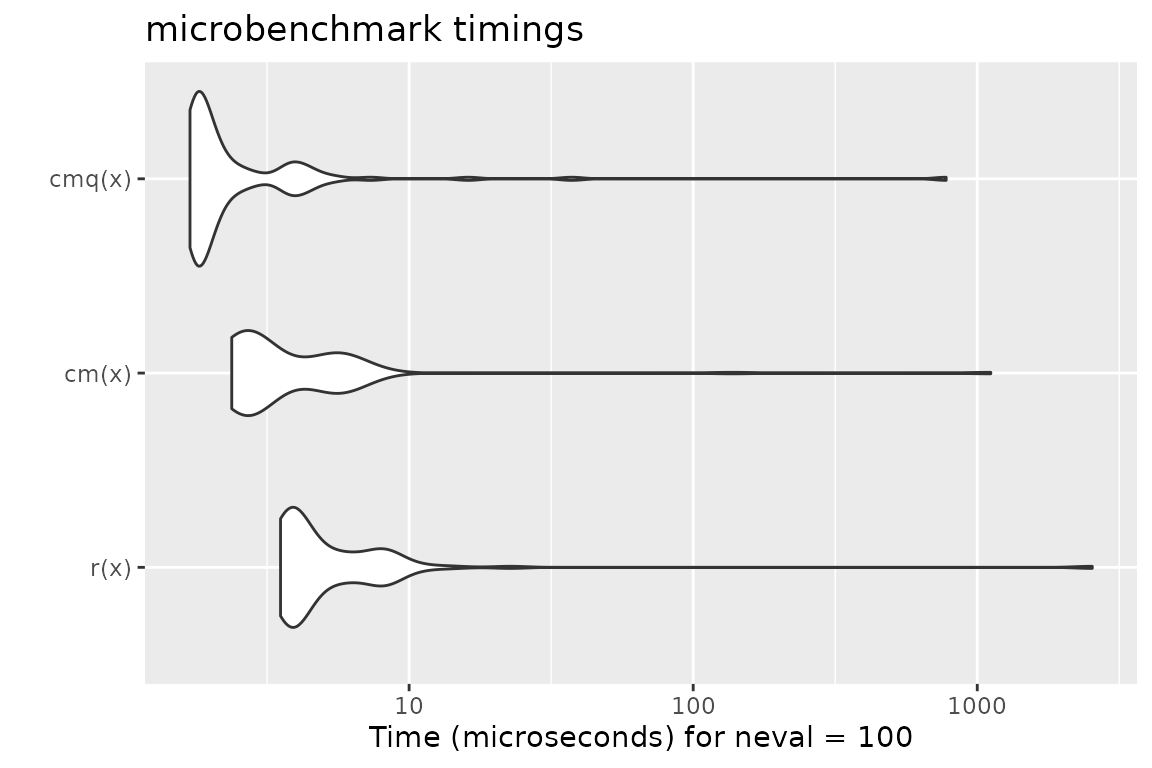 microbenchmark timings
cmq(x)
cm(x)
r(x)
10 100 1000
Time (microseconds) for neval = 100